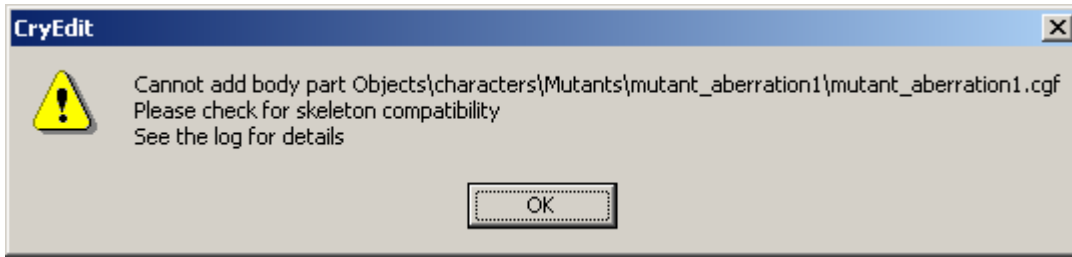 CryEdit
Cannot add body part Objects\characters\Mutants\mutant_aberration1\mutant_aberration1.cgf
Please check for skeleton compatibility
See the log for details
OK